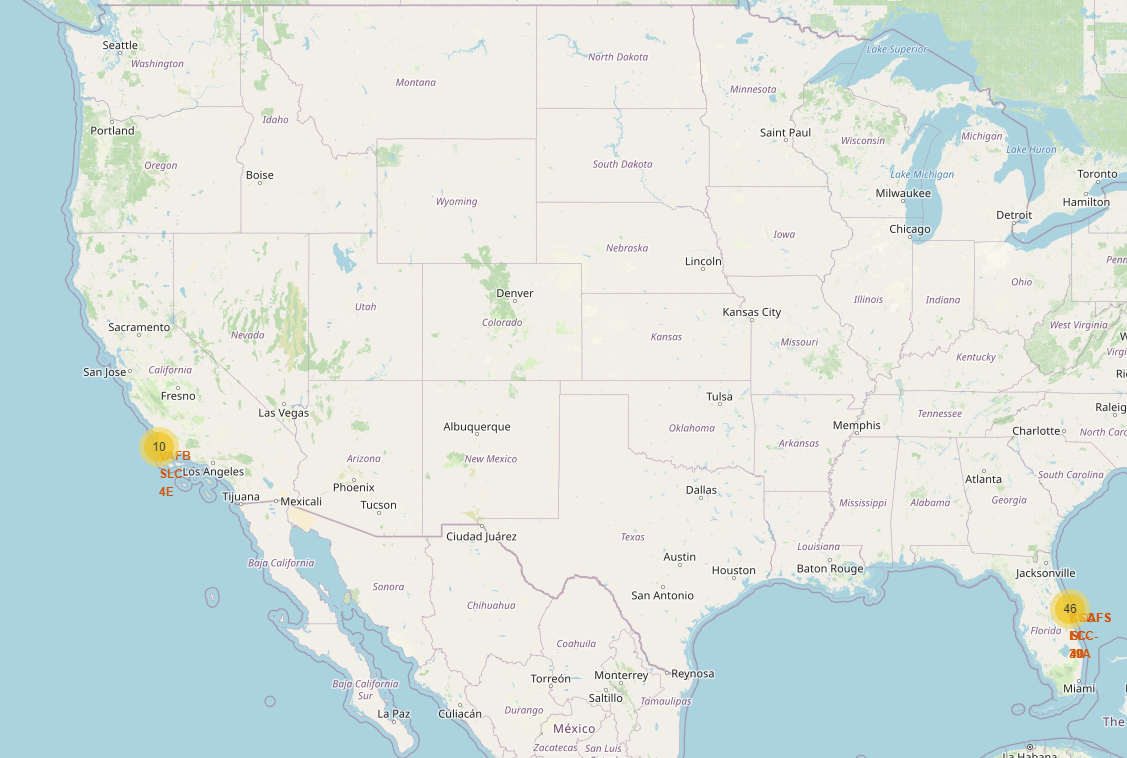 Lake Superior
Seattle
Washington
North Dakota
Montana
Minnesota
Idaho
Portland
Saint Paul
Wisconsin
Michigan
Lake Huron
Oregon
South Dakota
Boise
Lake Michigan
Toronto
Wyoming
Milwaukee
Hamilton
Detroit
Chicago
Iowa
Nebraska
Lincoln
Ohio
Denver
Utah
Illinois
Indiana
Colorado
Kansas City
Sacramento
Nevada
Kansas
Missouri
West Virginia
Kentucky
San Jose
California
Fresno
Tulsa
Las Vegas
Tennessee
Albuquerque
Oklahoma
Memphis
Charlotte
Arkansas
10
AFB
Arizona
New Mexico
SLC
Los Angeles
South Carolina
Atlanta
4E
Phoenix
Dallas
Tijuana
Mexicali
Tucson
Mississippi
Alabama
Georgia
Ciudad Juárez
Texas
Louisiana
Austin
Baja California
Houston
Baton Rouge
Jacksonville
Sonora
San Antonio
Chihuahua
46
Florida
Coahuila
Torreón
Monterrey
Reynosa
Baja California
Sur
Miami
Saltillo
Tamaulipas
La Paz
Culiacán
Durango
México
The
Zacatecas
San Luis
La Habana